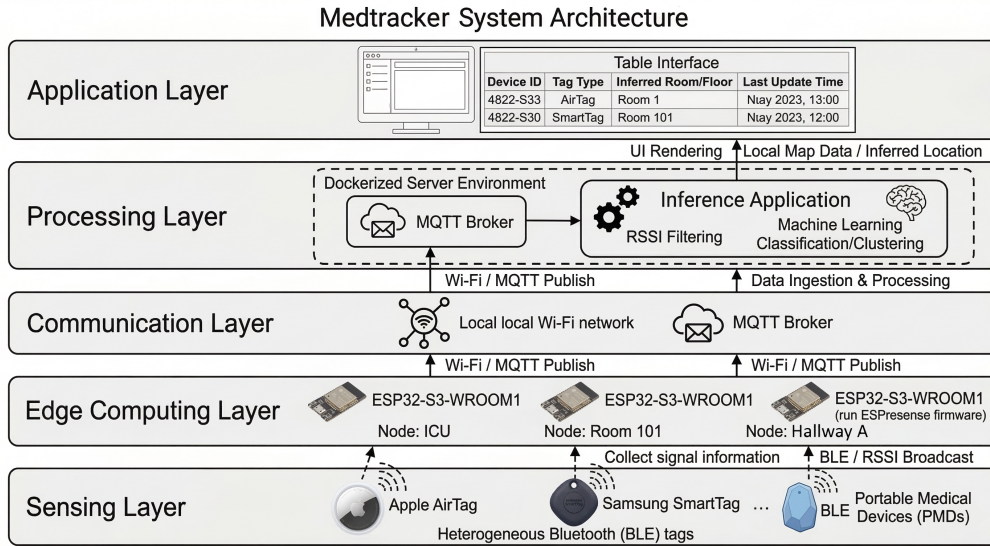 Medtracker System Architecture
Application Layer
Table Interface
Device ID Tag Type Inferred Room/Floor Last Update Time
4822-S33 AirTag Room 1 Nıay 2023, 13:00
4822-S30 SmartTag Room 101 Nıay 2023, 12:00
UI Rendering Local Map Data / Inferred Location
Processing Layer
Dockerized Server Environment
MQTT Broker
Inference Application
RSSI Filtering
Machine Learning
Classification/Clustering
Wi-Fi / MQTT Publish
Data Ingestion & Processing
Communication Layer
Local local Wi-Fi network
MQTT Broker
Wi-Fi / MQTT Publish
Wi-Fi / MQTT Publish
Edge Computing Layer
ESP32-S3-WROOM1
Node: ICU
ESP32-S3-WROOM1
Node: Room 101
ESP32-S3-WROOM1
(run ESPresense firmware)
Node: Hallway A
Collect signal information
BLE / RSSI Broadcast
Sensing Layer
Apple AirTag
Samsung SmartTag
...
BLE
Portable Medical
Devices (PMDs)
Heterogeneous Bluetooth (BLE) tags